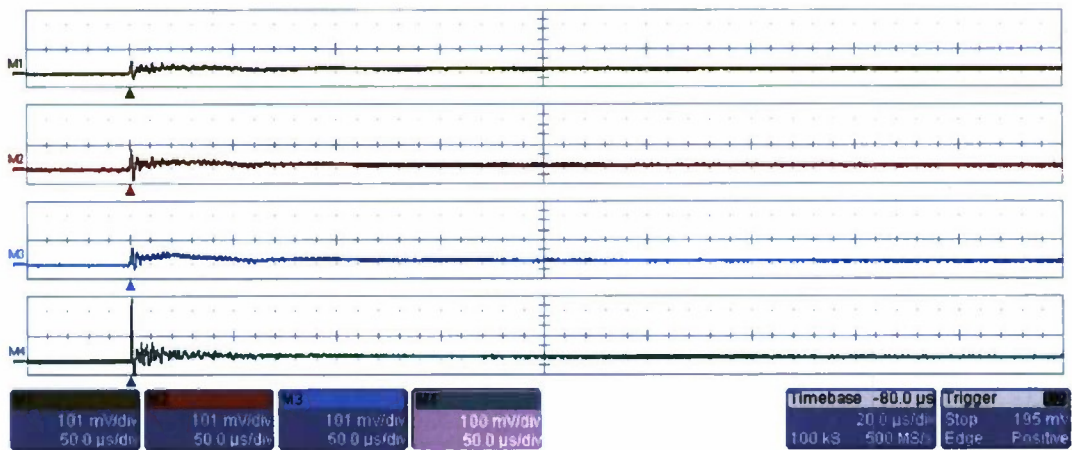 M1
M2
M3
M4
M1 M2 M3 M4
101 mV/div 101 mV/div 101 mV/div 100 mV/div
50.0 µs/div 50.0 µs/div 50.0 µs/div 50.0 µs/div
Timebase -80.0 µs Trigger
20.0 µs/div Stop 195 mV
100 kS 500 MS/s Edge Positive